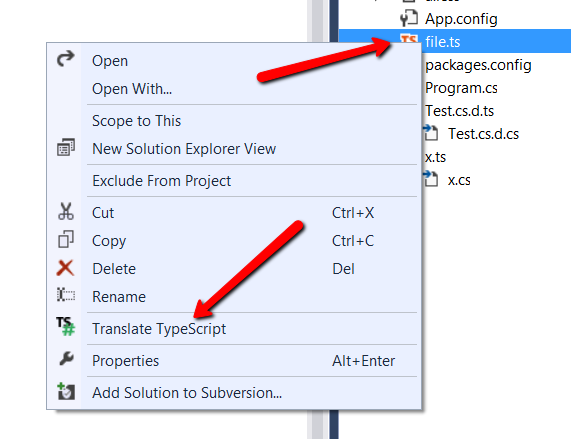 App.config
TS file.ts
packages.config
Program.cs
Test.cs.d.ts
Test.cs.d.cs
x.ts
x.cs
Open
Open With...
Scope to This
New Solution Explorer View
Exclude From Project
Cut Ctrl+X
Copy Ctrl+C
Delete Del
Rename
TS# Translate TypeScript
Properties Alt+Enter
Add Solution to Subversion...